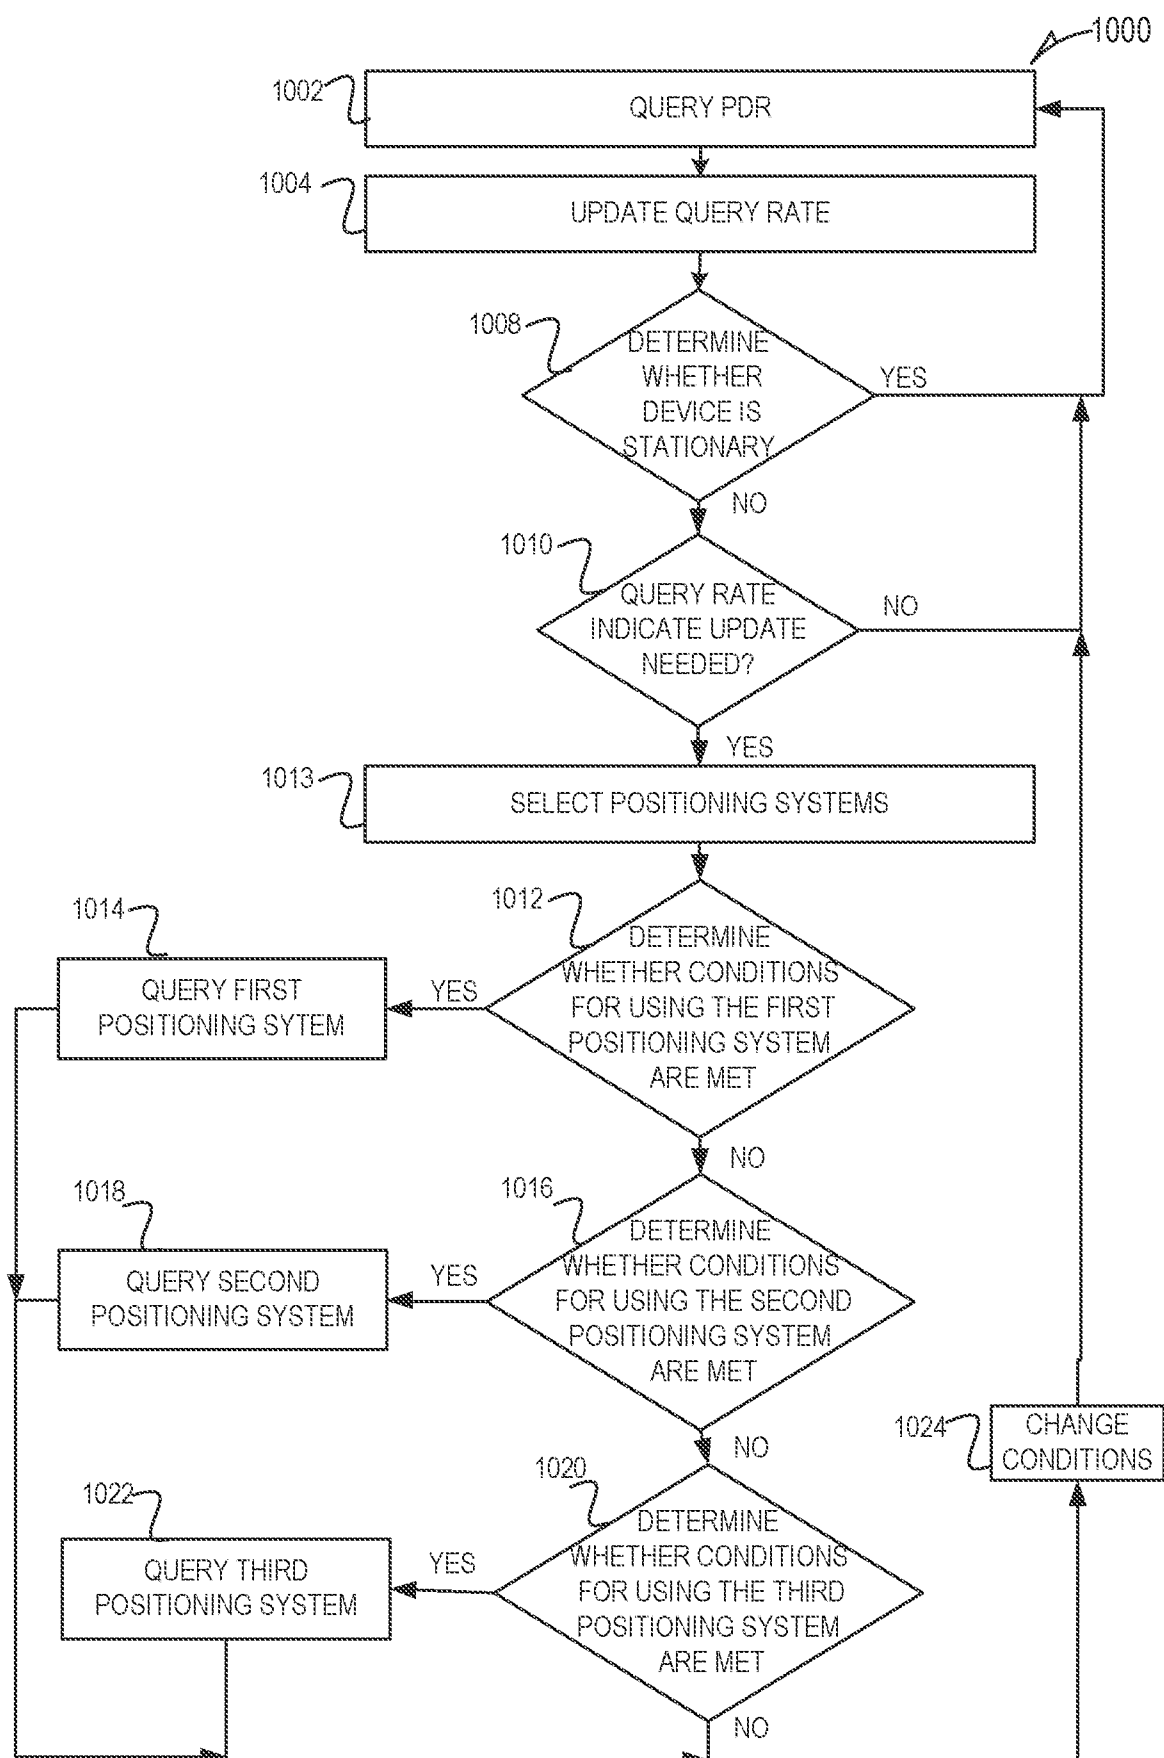 1000
1002
QUERY PDR
1004
UPDATE QUERY RATE
1008
DETERMINE
WHETHER
DEVICE IS
STATIONARY
YES
NO
1010
QUERY RATE
INDICATE UPDATE
NEEDED?
NO
YES
1013
SELECT POSITIONING SYSTEMS
1012
DETERMINE
WHETHER CONDITIONS
FOR USING THE FIRST
POSITIONING SYSTEM
ARE MET
YES
1014
QUERY FIRST
POSITIONING SYTEM
NO
1016
DETERMINE
WHETHER CONDITIONS
FOR USING THE SECOND
POSITIONING SYSTEM
ARE MET
YES
1018
QUERY SECOND
POSITIONING SYSTEM
NO
1020
DETERMINE
WHETHER CONDITIONS
FOR USING THE THIRD
POSITIONING SYSTEM
ARE MET
YES
1022
QUERY THIRD
POSITIONING SYSTEM
NO
1024
CHANGE
CONDITIONS